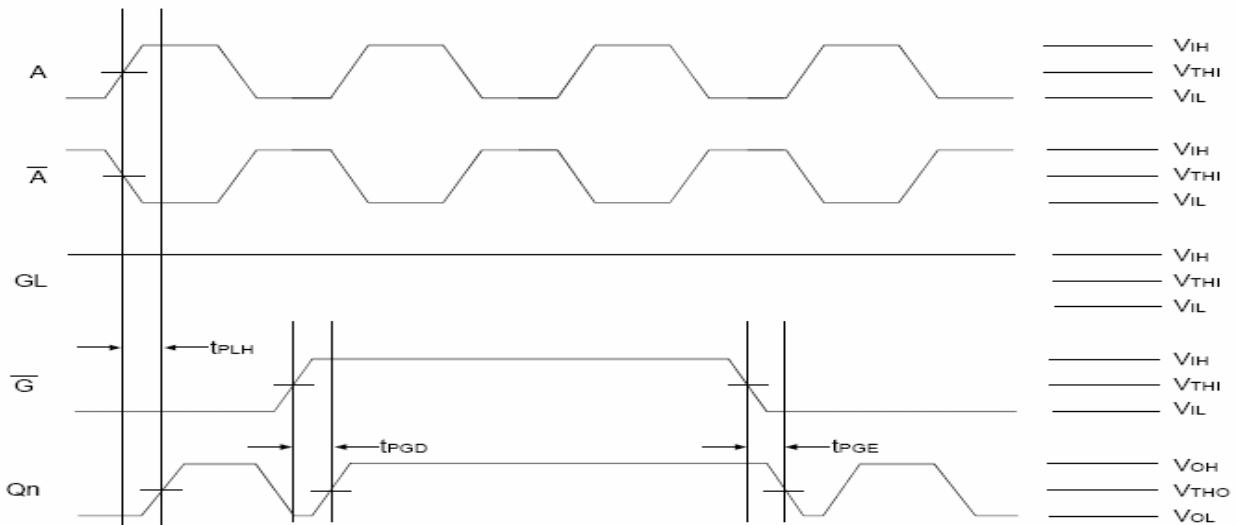 A
VIH
VTHI
VIL
A̅
VIH
VTHI
VIL
GL
VIH
VTHI
VIL
tPLH
G̅
VIH
VTHI
VIL
tPGD
tPGE
Qn
VOH
VTHO
VOL